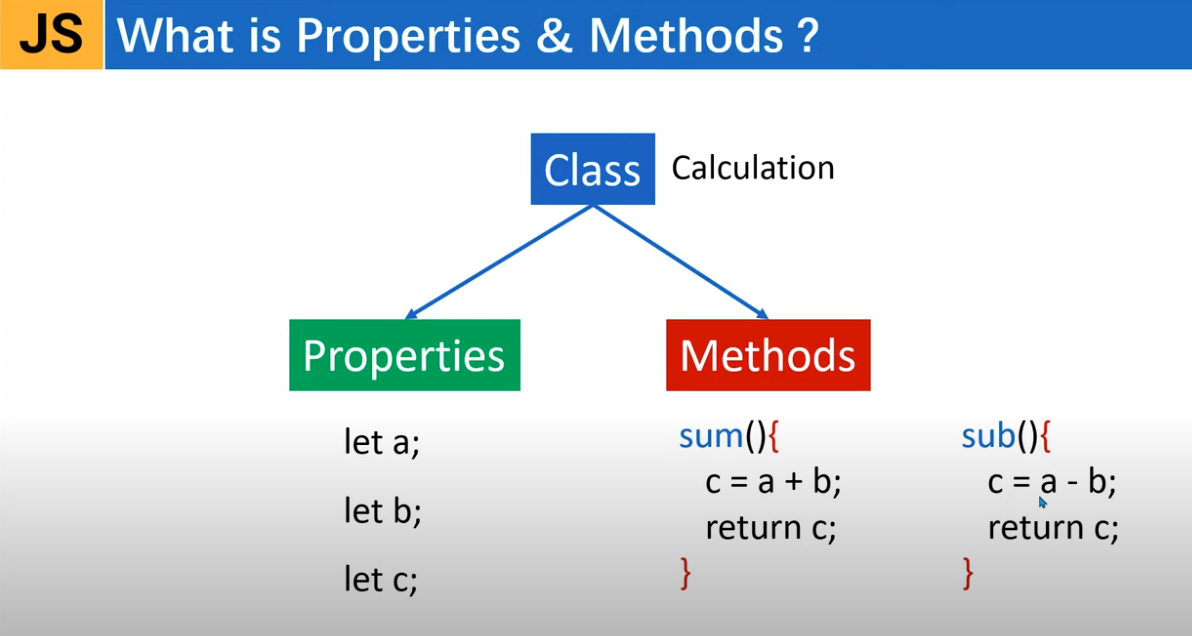 JS What is Properties & Methods ?
Class Calculation
Properties
let a;
let b;
let c;
Methods
sum(){
c = a + b;
return c;
}
sub(){
c = a - b;
return c;
}